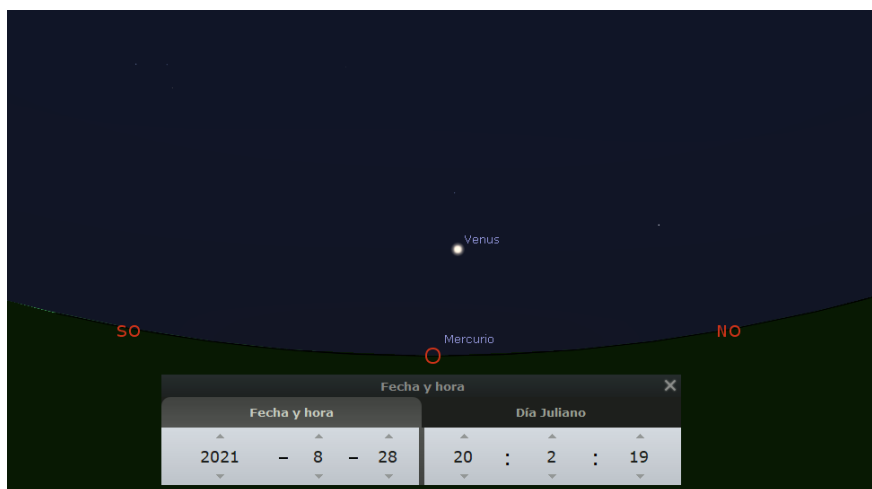 Venus
Mercurio
SO
NO
O
Fecha y hora ×
Fecha y hora Día Juliano
2021 – 8 – 28 20 : 2 : 19